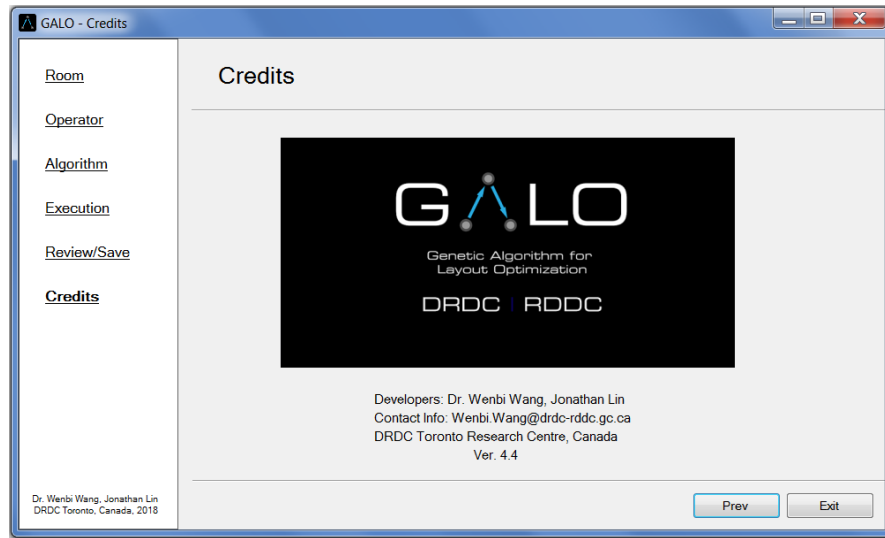 GALO - Credits
Room
Operator
Algorithm
Execution
Review/Save
Credits
Dr. Wenbi Wang, Jonathan Lin
DRDC Toronto, Canada, 2018
Credits
GALO
Genetic Algorithm for
Layout Optimization
DRDC | RDDC
Developers: Dr. Wenbi Wang, Jonathan Lin
Contact Info: Wenbi.Wang@drdc-rddc.gc.ca
DRDC Toronto Research Centre, Canada
Ver. 4.4
Prev
Exit